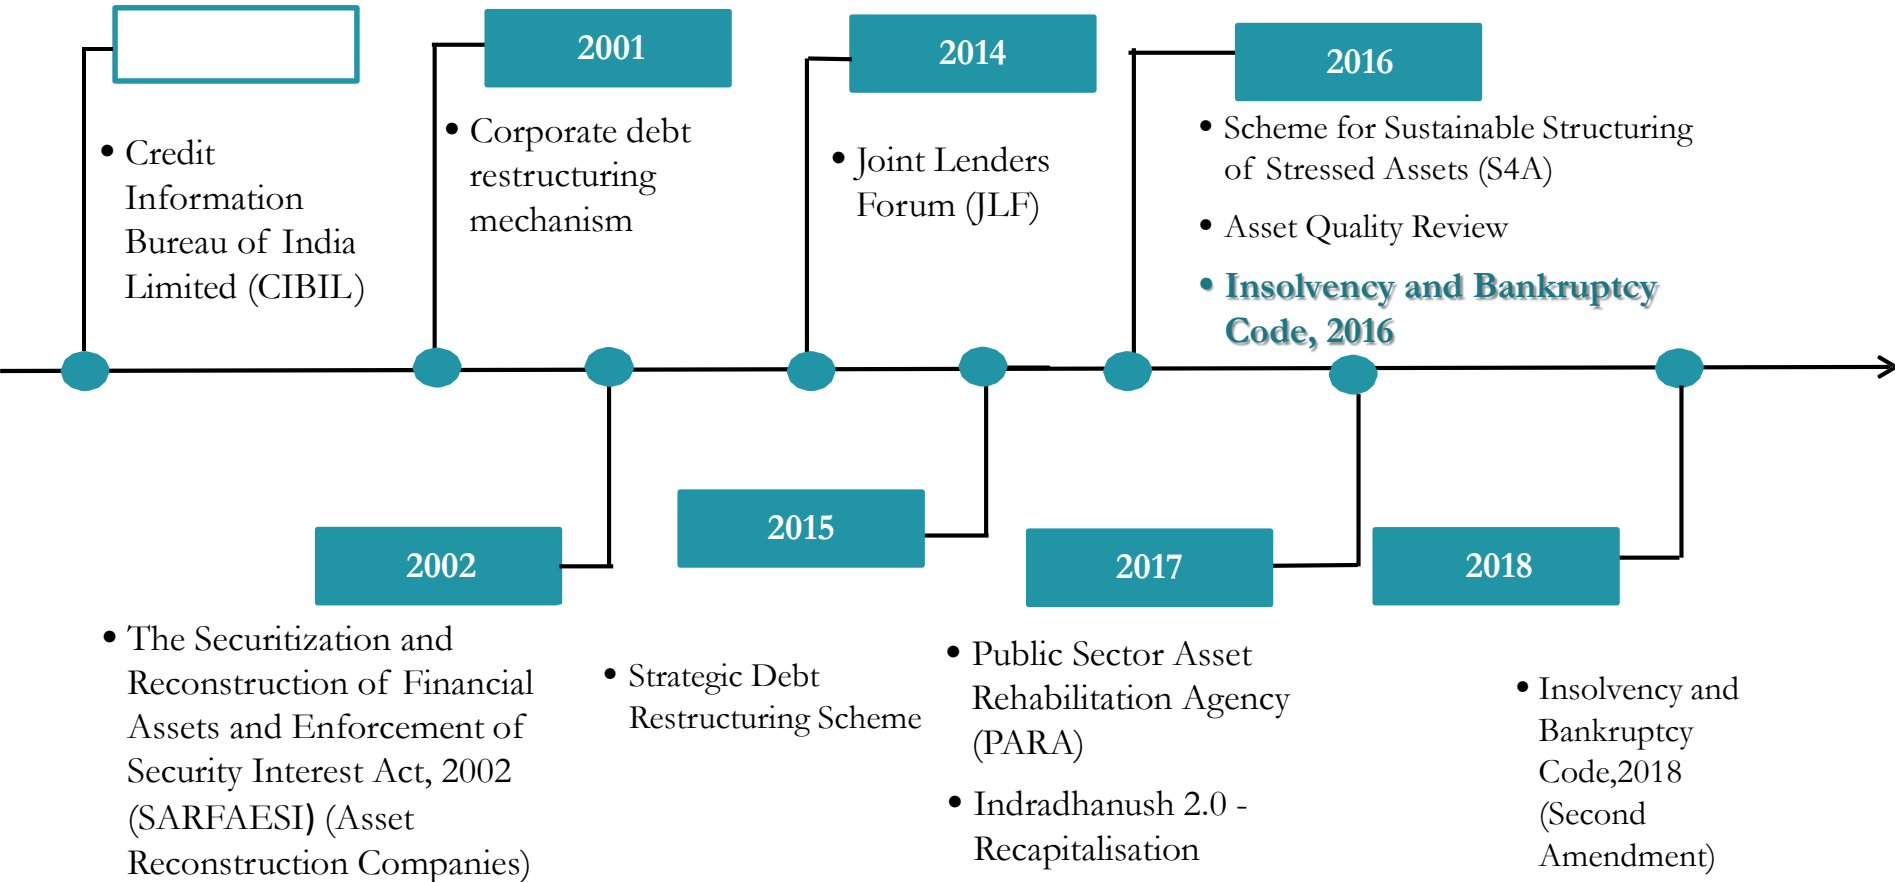 • Credit
Information
Bureau of India
Limited (CIBIL)
2001
• Corporate debt
restructuring
mechanism
2014
• Joint Lenders
Forum (JLF)
2016
• Scheme for Sustainable Structuring
of Stressed Assets (S4A)
• Asset Quality Review
• Insolvency and Bankruptcy
Code, 2016
2002
• The Securitization and
Reconstruction of Financial
Assets and Enforcement of
Security Interest Act, 2002
(SARFAESI) (Asset
Reconstruction Companies)
2015
• Strategic Debt
Restructuring Scheme
2017
• Public Sector Asset
Rehabilitation Agency
(PARA)
• Indradhanush 2.0 -
Recapitalisation
2018
• Insolvency and
Bankruptcy
Code,2018
(Second
Amendment)